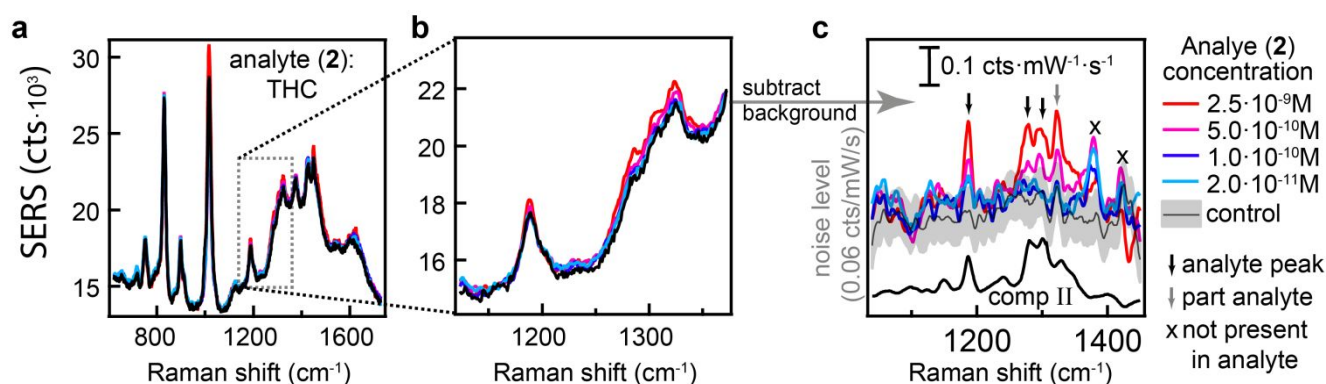 a
analyte (2):
THC
SERS (cts·10³)
30
25
20
15
800
1200
1600
Raman shift (cm⁻¹)
b
22
20
18
16
1200
1300
Raman shift (cm⁻¹)
subtract
background
c
0.1 cts·mW⁻¹·s⁻¹
noise level
(0.06 cts/mW/s)
x
x
comp II
1200
1400
Raman shift (cm⁻¹)
Analye (2)
concentration
2.5·10⁻⁹M
5.0·10⁻¹⁰M
1.0·10⁻¹⁰M
2.0·10⁻¹¹M
control
analyte peak
part analyte
x not present
in analyte